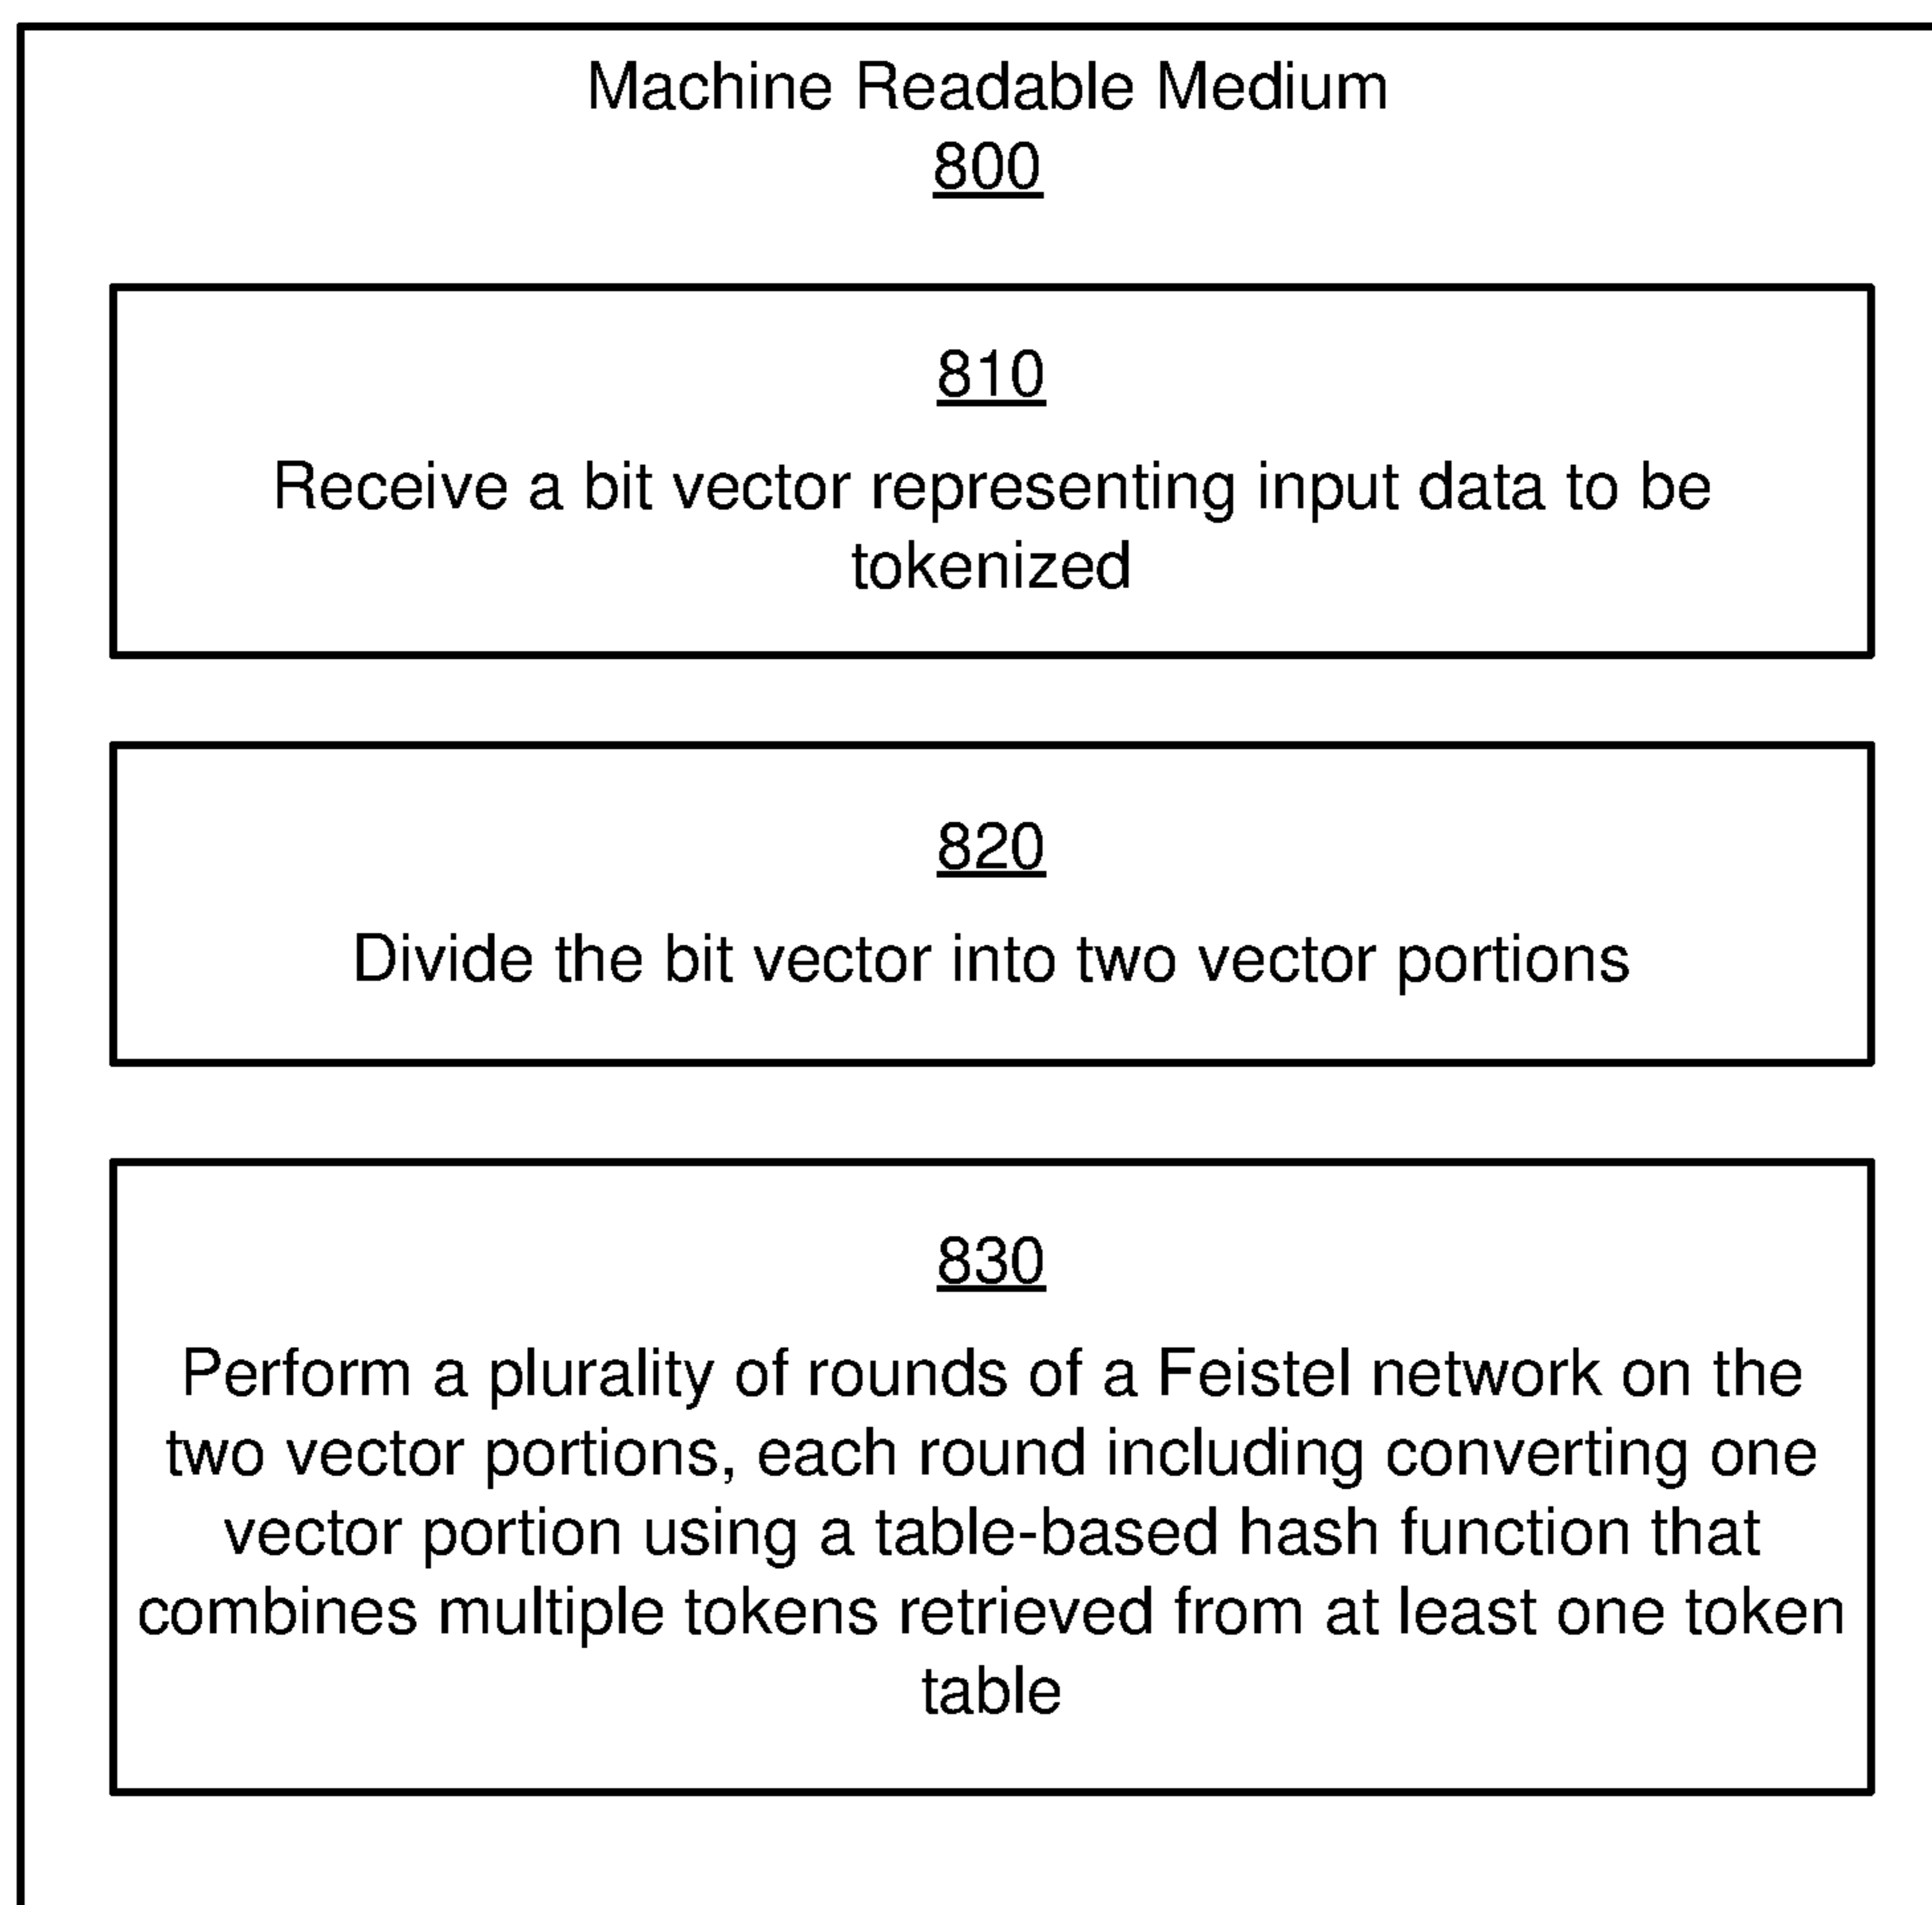 Machine Readable Medium
800
810
Receive a bit vector representing input data to be
tokenized
820
Divide the bit vector into two vector portions
830
Perform a plurality of rounds of a Feistel network on the
two vector portions, each round including converting one
vector portion using a table-based hash function that
combines multiple tokens retrieved from at least one token
table